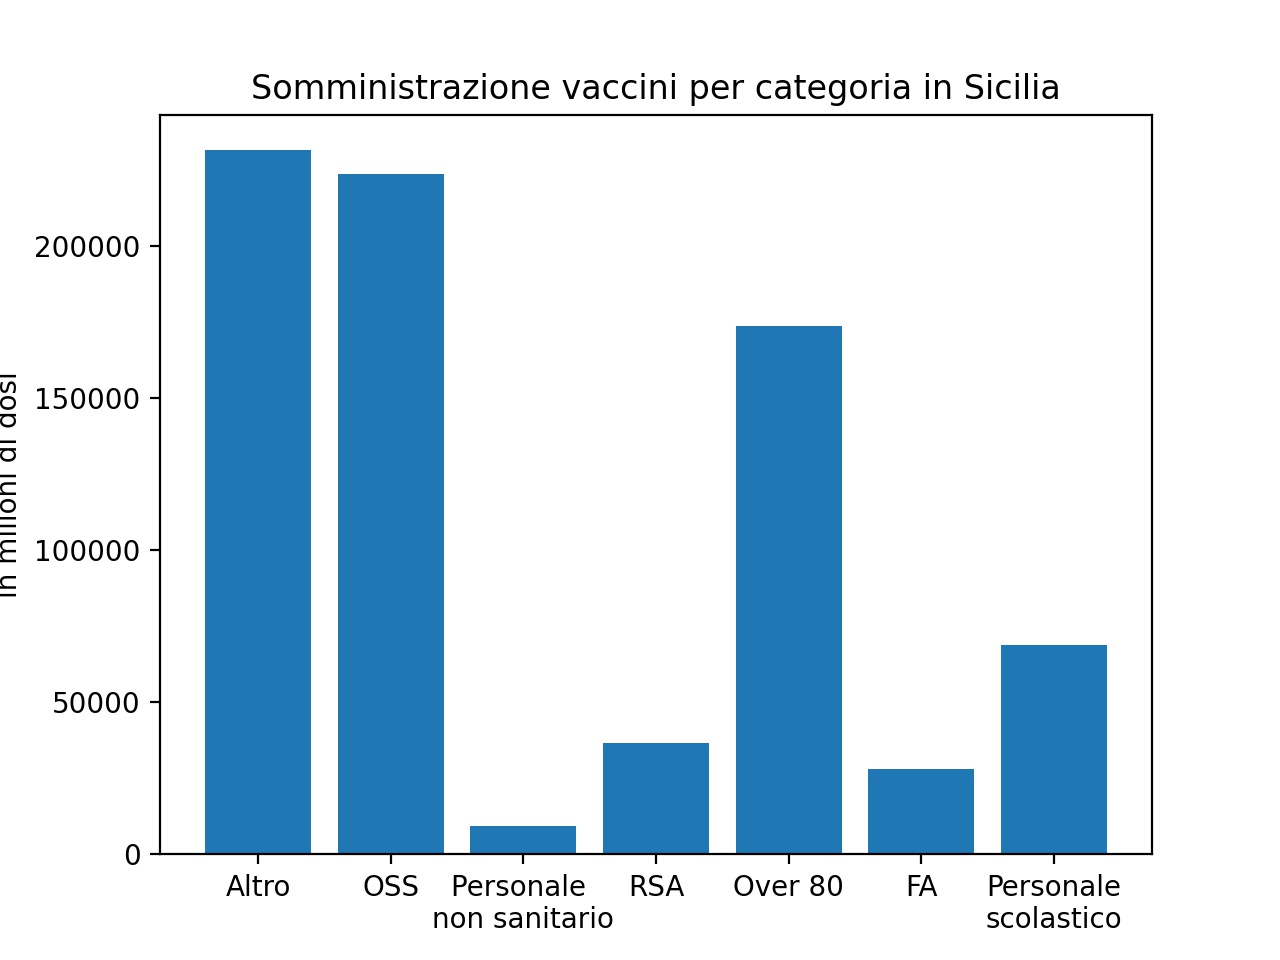 Somministrazione vaccini per categoria in Sicilia
In milioni di dosi
200000
150000
100000
50000
0
Altro
OSS
Personale
non sanitario
RSA
Over 80
FA
Personale
scolastico